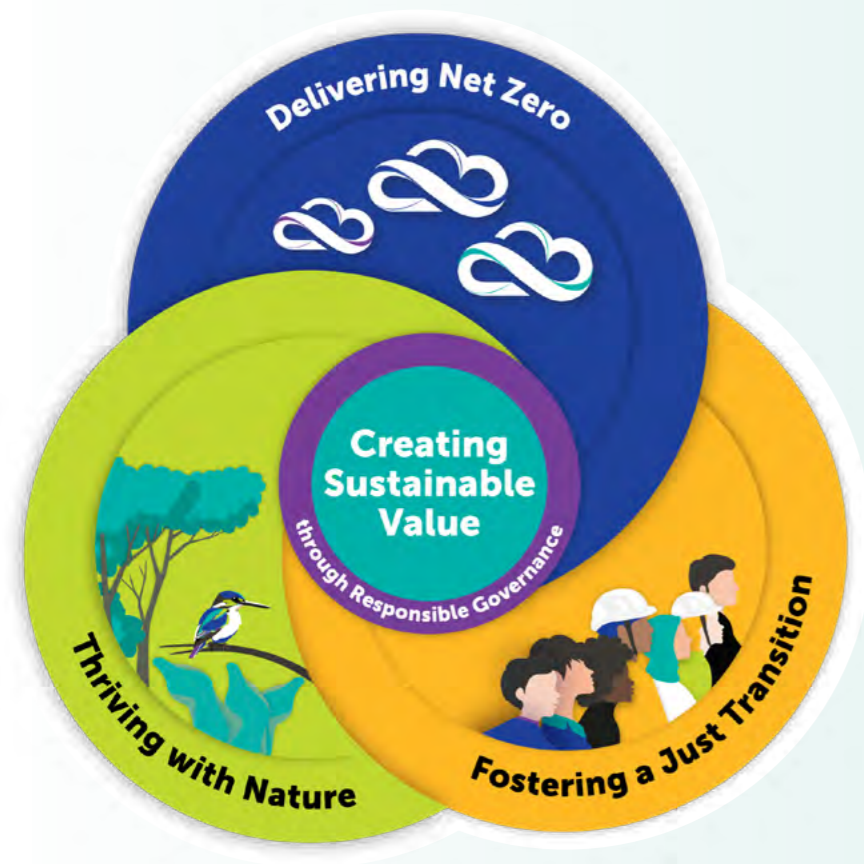 Delivering Net Zero
Creating
Sustainable
Value
through Responsible Governance
Thriving with Nature
Fostering a Just Transition